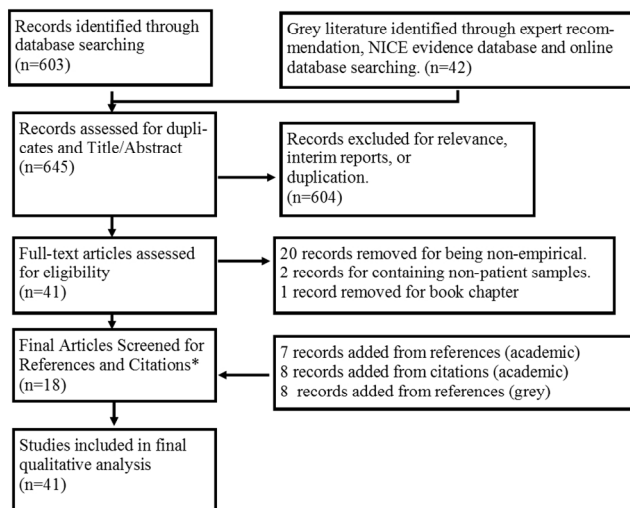 Records identified through
database searching
(n=603)
Grey literature identified through expert recom-
mendation, NICE evidence database and online
database searching. (n=42)
Records assessed for dupli-
cates and Title/Abstract
(n=645)
Records excluded for relevance,
interim reports, or
duplication.
(n=604)
Full-text articles assessed
for eligibility
(n=41)
20 records removed for being non-empirical.
2 records for containing non-patient samples.
1 record removed for book chapter
Final Articles Screened for
References and Citations*
(n=18)
7 records added from references (academic)
8 records added from citations (academic)
8 records added from references (grey)
Studies included in final
qualitative analysis
(n=41)